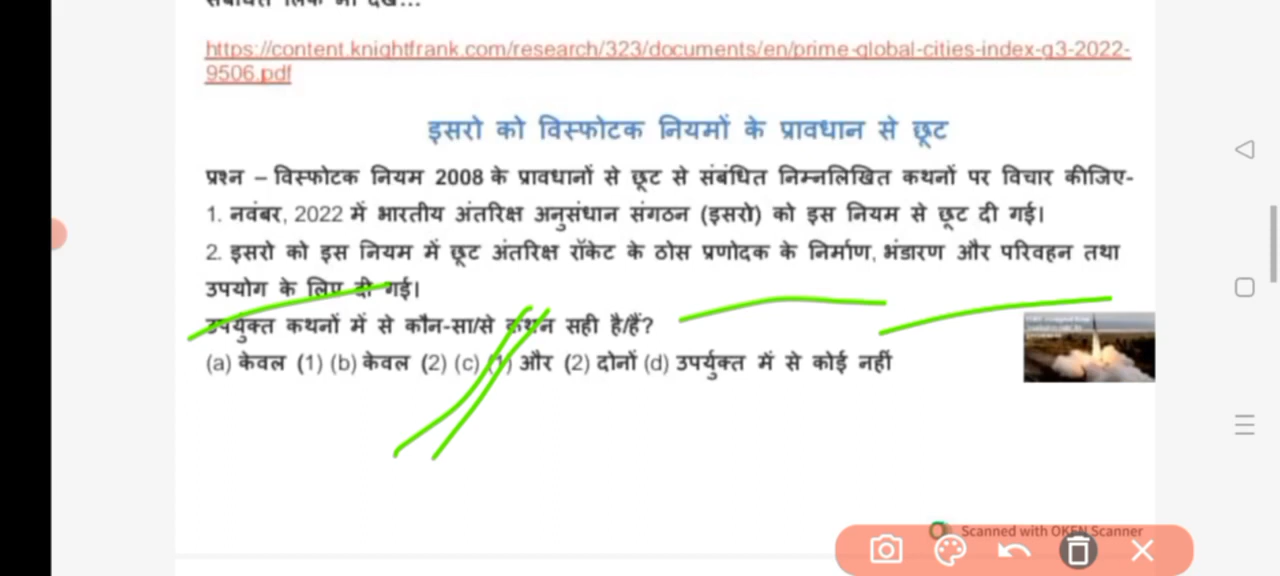 https://content.knightfrank.com/research/323/documents/en/prime-global-cities-index-q3-2022-
9506.pdf
इसरो को विस्फोटक नियमों के प्रावधान से छूट
प्रश्न – विस्फोटक नियम 2008 के प्रावधानों से छूट से संबंधित निम्नलिखित कथनों पर विचार कीजिए-
1. नवंबर, 2022 में भारतीय अंतरिक्ष अनुसंधान संगठन (इसरो) को इस नियम से छूट दी गई।
2. इसरो को इस नियम में छूट अंतरिक्ष रॉकेट के ठोस प्रणोदक के निर्माण, भंडारण और परिवहन तथा
उपयोग के लिए दी गई।
उपर्युक्त कथनों में से कौन-सा/से कथन सही है/हैं?
(a) केवल (1) (b) केवल (2) (c) (1) और (2) दोनों (d) उपर्युक्त में से कोई नहीं
Scanned with OKEN Scanner